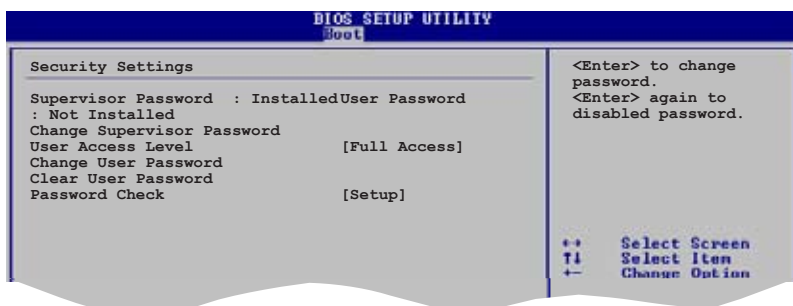 BIOS SETUP UTILITY
Boot
Security Settings
Supervisor Password : InstalledUser Password
: Not Installed
Change Supervisor Password
User Access Level [Full Access]
Change User Password
Clear User Password
Password Check [Setup]
<Enter> to change
password.
<Enter> again to
disabled password.
↔ Select Screen
↑↓ Select Item
+- Change Option